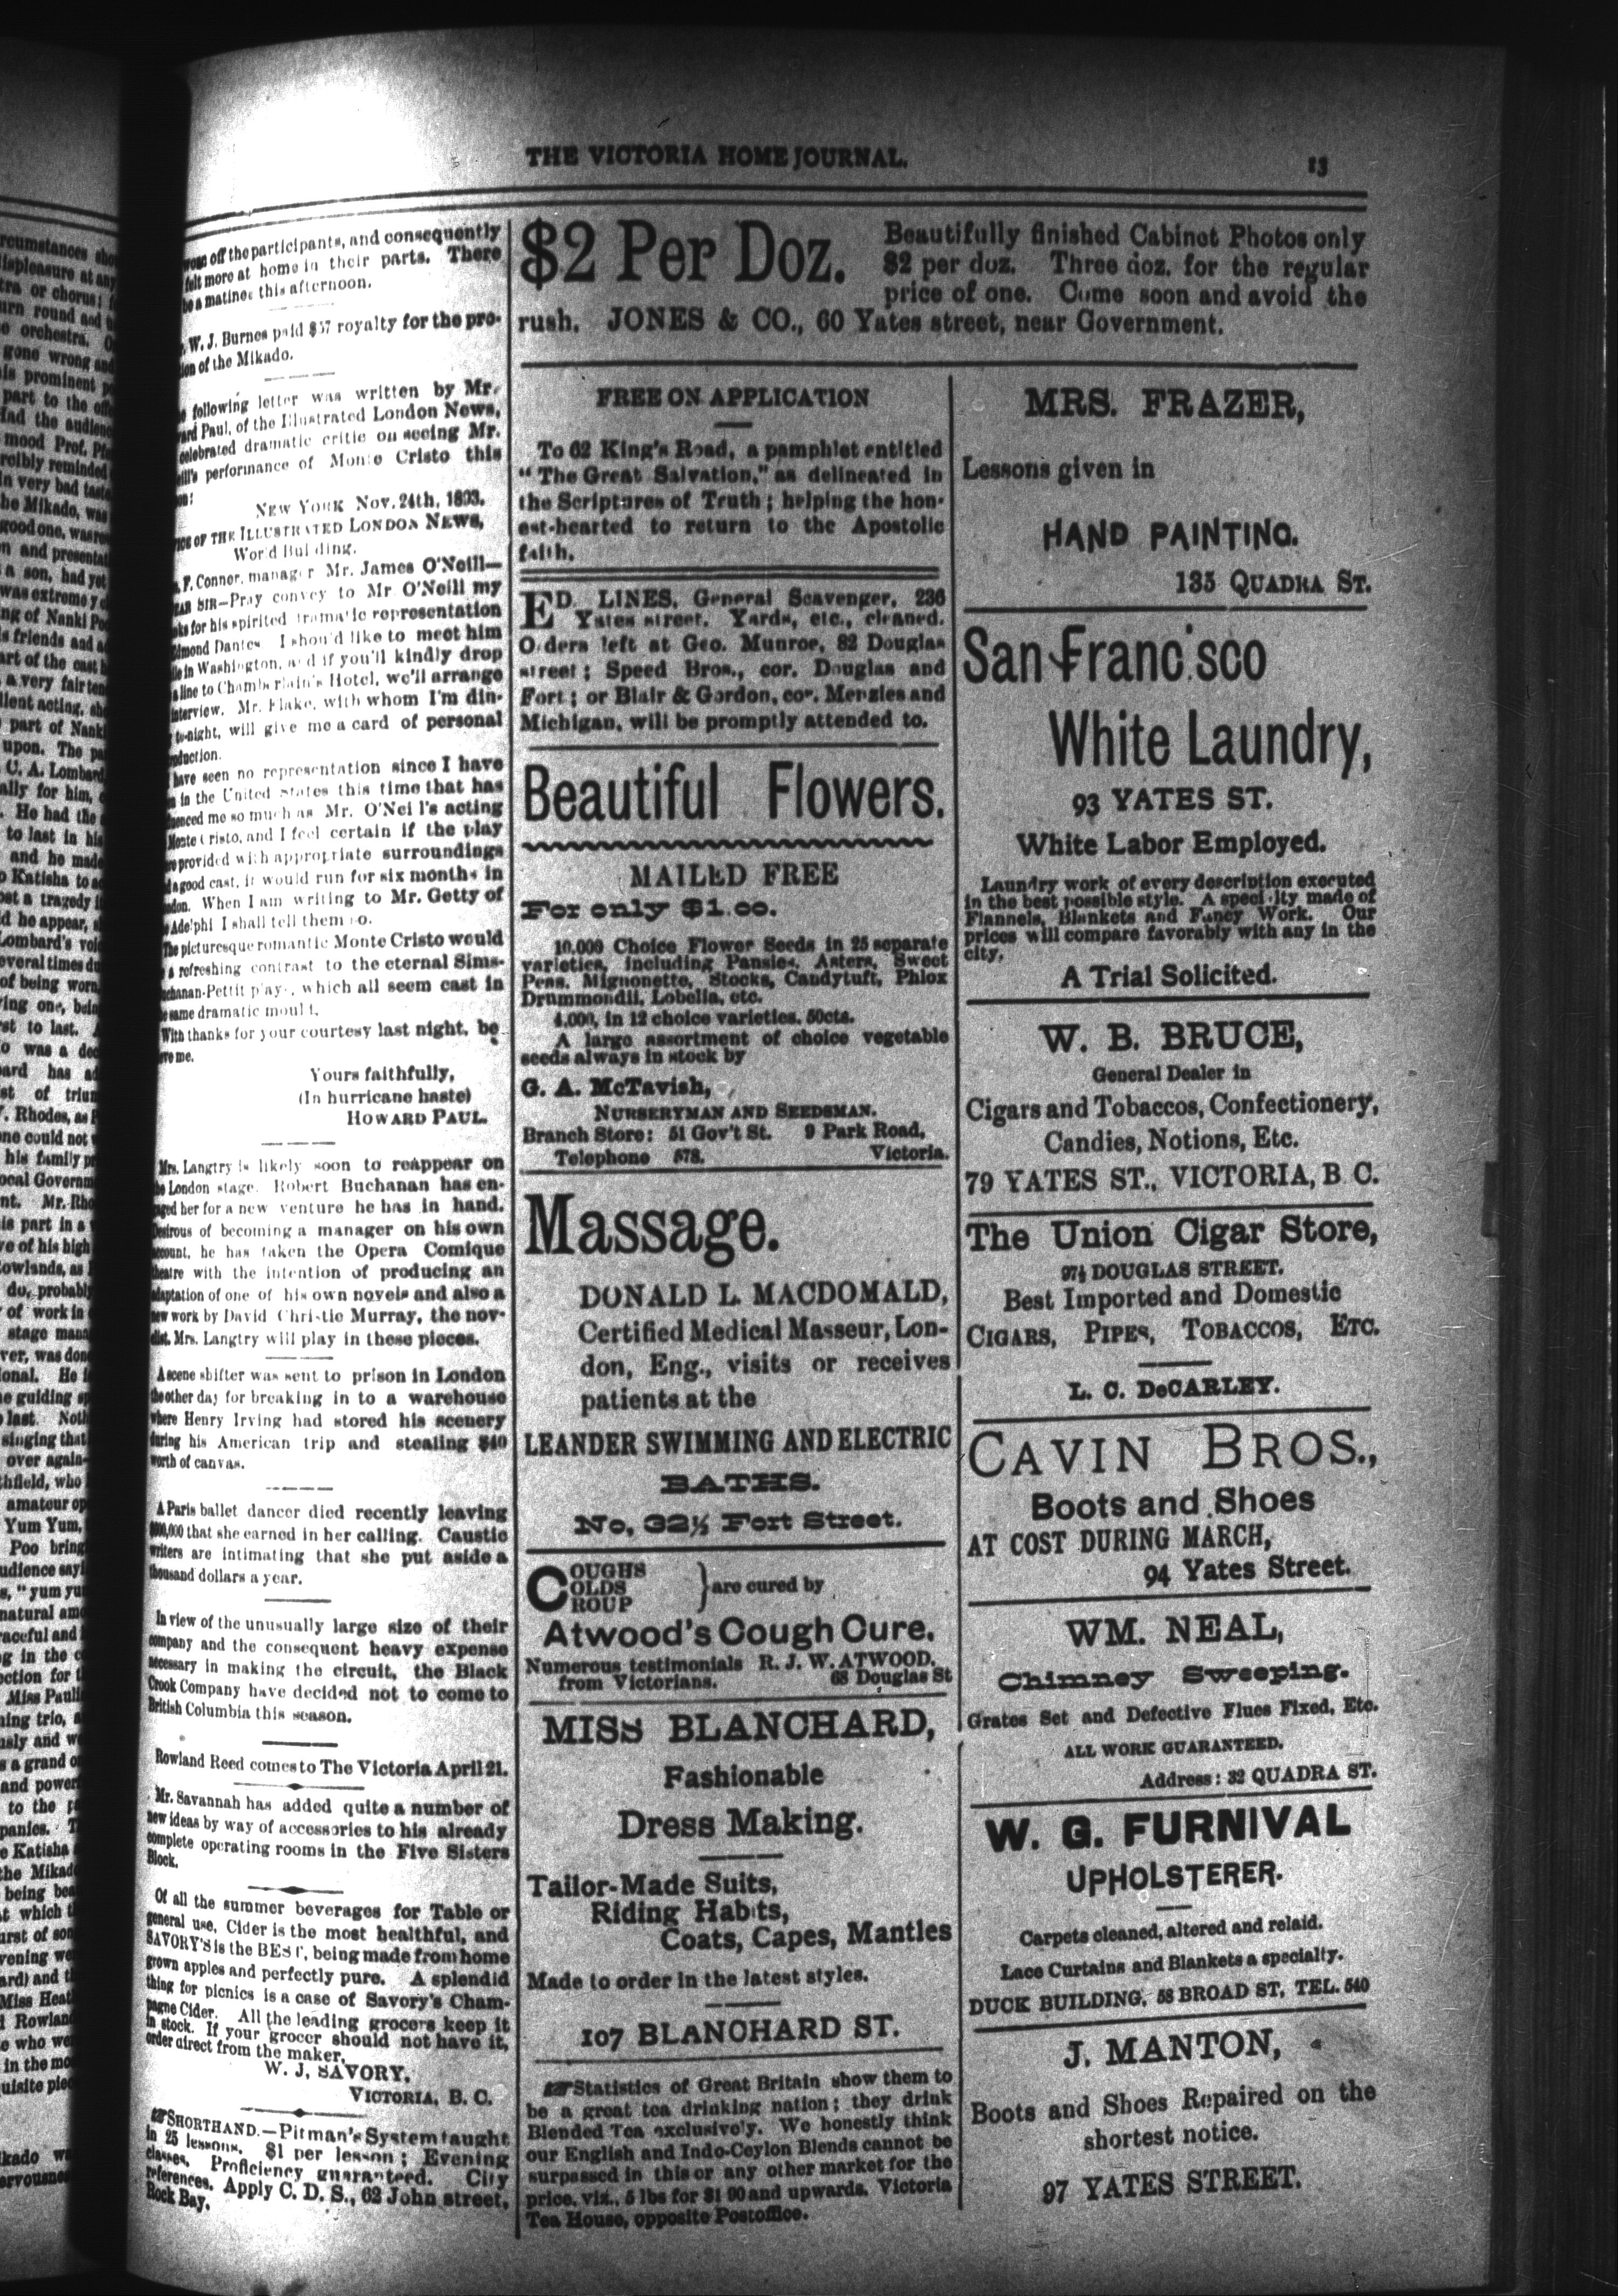 THE VICTORIA HOME JOURNAL.
13
off the participants, and consequently
felt more at home in their parts. There
be a matinee this afternoon.
W. J. Burnes paid $57 royalty for the pro-
of the Mikado.
following letter was written by Mr.
Paul, of the Illustrated London News,
celebrated dramatic critic on seeing Mr.
performance of Monte Cristo this
NEW YORK Nov. 24th, 1893.
OF THE ILLUSTRATED LONDON NEWS,
World Building.
F. Connor, manager Mr. James O'Neill—
SIR—Pray convey to Mr O'Neill my
for his spirited dramatic representation
Edmond Dantes I should like to meet him
in Washington, and if you'll kindly drop
a line to Chamberlain's Hotel, we'll arrange
interview. Mr. Flake, with whom I'm din-
to-night, will give me a card of personal
have seen no representation since I have
in the United States this time that has
me so much as Mr. O'Neill's acting
Monte Cristo, and I feel certain if the play
provided with appropriate surroundings
a good cast, it would run for six months in
When I am writing to Mr. Getty of
Adelphi I shall tell them so.
The picturesque romantic Monte Cristo would
a refreshing contrast to the eternal Sims-
Buchanan-Pettit plays, which all seem cast in
same dramatic mould.
With thanks for your courtesy last night, be-
me.
Yours faithfully,
(In hurricane haste)
HOWARD PAUL.
Mrs. Langtry is likely soon to reappear on
London stage. Robert Buchanan has en-
gaged her for a new venture he has in hand.
Desirous of becoming a manager on his own
account, he has taken the Opera Comique
theatre with the intention of producing an
adaptation of one of his own novels and also a
new work by David Christie Murray, the nov-
elist. Mrs. Langtry will play in these pieces.
A scene shifter was sent to prison in London
the other day for breaking in to a warehouse
where Henry Irving had stored his scenery
during his American trip and stealing $40
worth of canvas.
A Paris ballet dancer died recently leaving
that she earned in her calling. Caustic
writers are intimating that she put aside a
thousand dollars a year.
In view of the unusually large size of their
company and the consequent heavy expense
necessary in making the circuit, the Black
Crook Company have decided not to come to
British Columbia this season.
Rowland Reed comes to The Victoria April 21.
Mr. Savannah has added quite a number of
new ideas by way of accessories to his already
complete operating rooms in the Five Sisters
Block.
Of all the summer beverages for Table or
general use, Cider is the most healthful, and
SAVORY'S is the BEST, being made from home
grown apples and perfectly pure. A splendid
thing for picnics is a case of Savory's Cham-
pagne Cider. All the leading grocers keep it
in stock. If your grocer should not have it,
order direct from the maker,
W. J, SAVORY,
VICTORIA, B. C.
SHORTHAND.—Pitman's System taught
in 25 lessons. $1 per lesson; Evening
classes. Proficiency guaranteed. City
references. Apply C. D. S., 62 John street,
Rock Bay.
$2 Per Doz. Beautifully finished Cabinet Photos only
$2 per doz. Three doz. for the regular
price of one. Come soon and avoid the
rush. JONES & CO., 60 Yates street, near Government.
FREE ON APPLICATION
To 62 King's Road, a pamphlet entitled
"The Great Salvation," as delineated in
the Scriptures of Truth; helping the hon-
est-hearted to return to the Apostolic
faith.
ED. LINES, General Scavenger, 236
Yates street. Yards, etc., cleaned.
Orders left at Geo. Munroe, 82 Douglas
street; Speed Bros., cor. Douglas and
Fort; or Blair & Gordon, cor. Menzies and
Michigan, will be promptly attended to.
Beautiful Flowers.
MAILED FREE
For only $1.00.
10,000 Choice Flower Seeds in 25 separate
varieties, including Pansies, Asters, Sweet
Peas, Mignonette, Stocks, Candytuft, Phlox
Drummondii, Lobelia, etc.
4,000, in 12 choice varieties, 50cts.
A large assortment of choice vegetable
seeds always in stock by
G. A. McTavish,
NURSERYMAN AND SEEDSMAN.
Branch Store: 51 Gov't St. 9 Park Road,
Telephone 578. Victoria.
Massage.
DONALD L. MACDOMALD,
Certified Medical Masseur, Lon-
don, Eng., visits or receives
patients at the
LEANDER SWIMMING AND ELECTRIC
BATHS.
No, 32½ Fort Street.
COUGHS
COLDS
CROUP
} are cured by
Atwood's Cough Cure.
Numerous testimonials R. J. W. ATWOOD.
from Victorians. 68 Douglas St
MISS BLANCHARD,
Fashionable
Dress Making.
Tailor-Made Suits,
Riding Habits,
Coats, Capes, Mantles
Made to order in the latest styles.
107 BLANCHARD ST.
☞Statistics of Great Britain show them to
be a great tea drinking nation; they drink
Blended Tea exclusively. We honestly think
our English and Indo-Ceylon Blends cannot be
surpassed in this or any other market for the
price, viz., 5 lbs for $1 00 and upwards. Victoria
Tea House, opposite Postoffice.
MRS. FRAZER,
Lessons given in
HAND PAINTING.
135 QUADRA ST.
San Francisco
White Laundry,
93 YATES ST.
White Labor Employed.
Laundry work of every description executed
in the best possible style. A speciality made of
Flannels, Blankets and Fancy Work. Our
prices will compare favorably with any in the
city.
A Trial Solicited.
W. B. BRUCE,
General Dealer in
Cigars and Tobaccos, Confectionery,
Candies, Notions, Etc.
79 YATES ST., VICTORIA, B. C.
The Union Cigar Store,
97½ DOUGLAS STREET.
Best Imported and Domestic
CIGARS, PIPES, TOBACCOS, ETC.
L. C. DeCARLEY.
CAVIN BROS.,
Boots and Shoes
AT COST DURING MARCH,
94 Yates Street.
WM. NEAL,
Chimney Sweeping.
Grates Set and Defective Flues Fixed, Etc.
ALL WORK GUARANTEED.
Address: 32 QUADRA ST.
W. G. FURNIVAL
UPHOLSTERER.
Carpets cleaned, altered and relaid.
Lace Curtains and Blankets a specialty.
DUCK BUILDING, 58 BROAD ST, TEL. 540
J. MANTON,
Boots and Shoes Repaired on the
shortest notice.
97 YATES STREET.